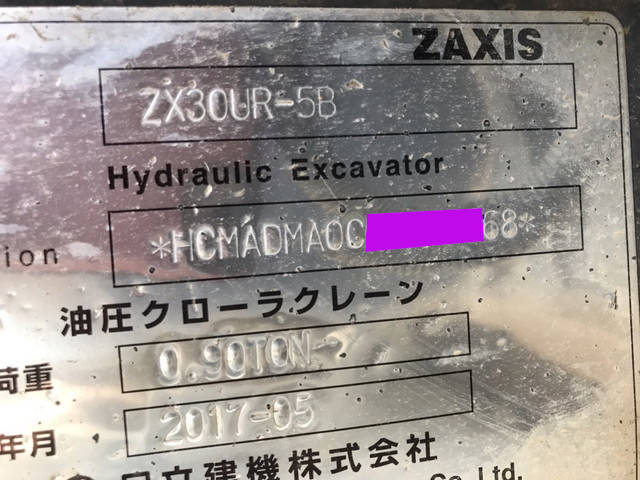 ZAXIS
ZX30UR-5B
Hydraulic Excavator
ion
*HCMADMA0C 68*
油圧クローラクレーン
荷重 0.90TON
年月 2017-05
日立建機株式会社
Co.,Ltd.